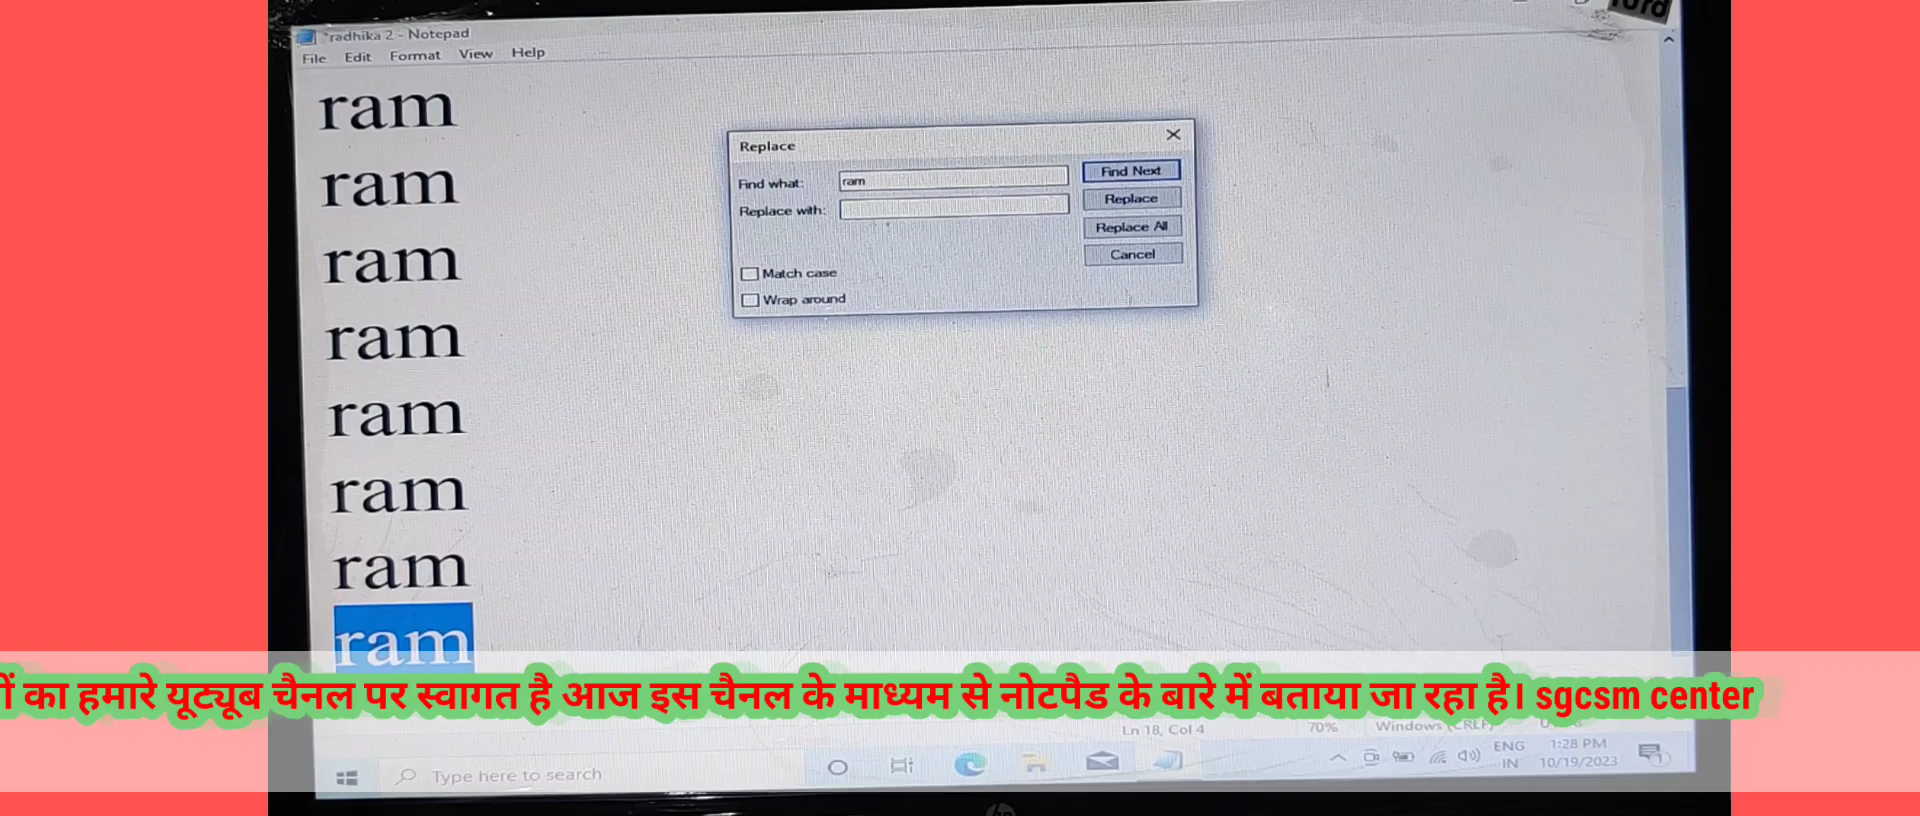 *radhika 2 - Notepad
File Edit Format View Help
ram
ram
ram
ram
ram
ram
ram
ram
Replace
Find what: ram
Replace with:
Match case
Wrap around
Find Next
Replace
Replace All
Cancel
का हमारे यूट्यूब चैनल पर स्वागत है आज इस चैनल के माध्यम से नोटपैड के बारे में बताया जा रहा है। sgcsm center
Ln 18, Col 4 70% Windows (CRLF)
Type here to search
ENG
IN
1:28 PM
10/19/2023
1